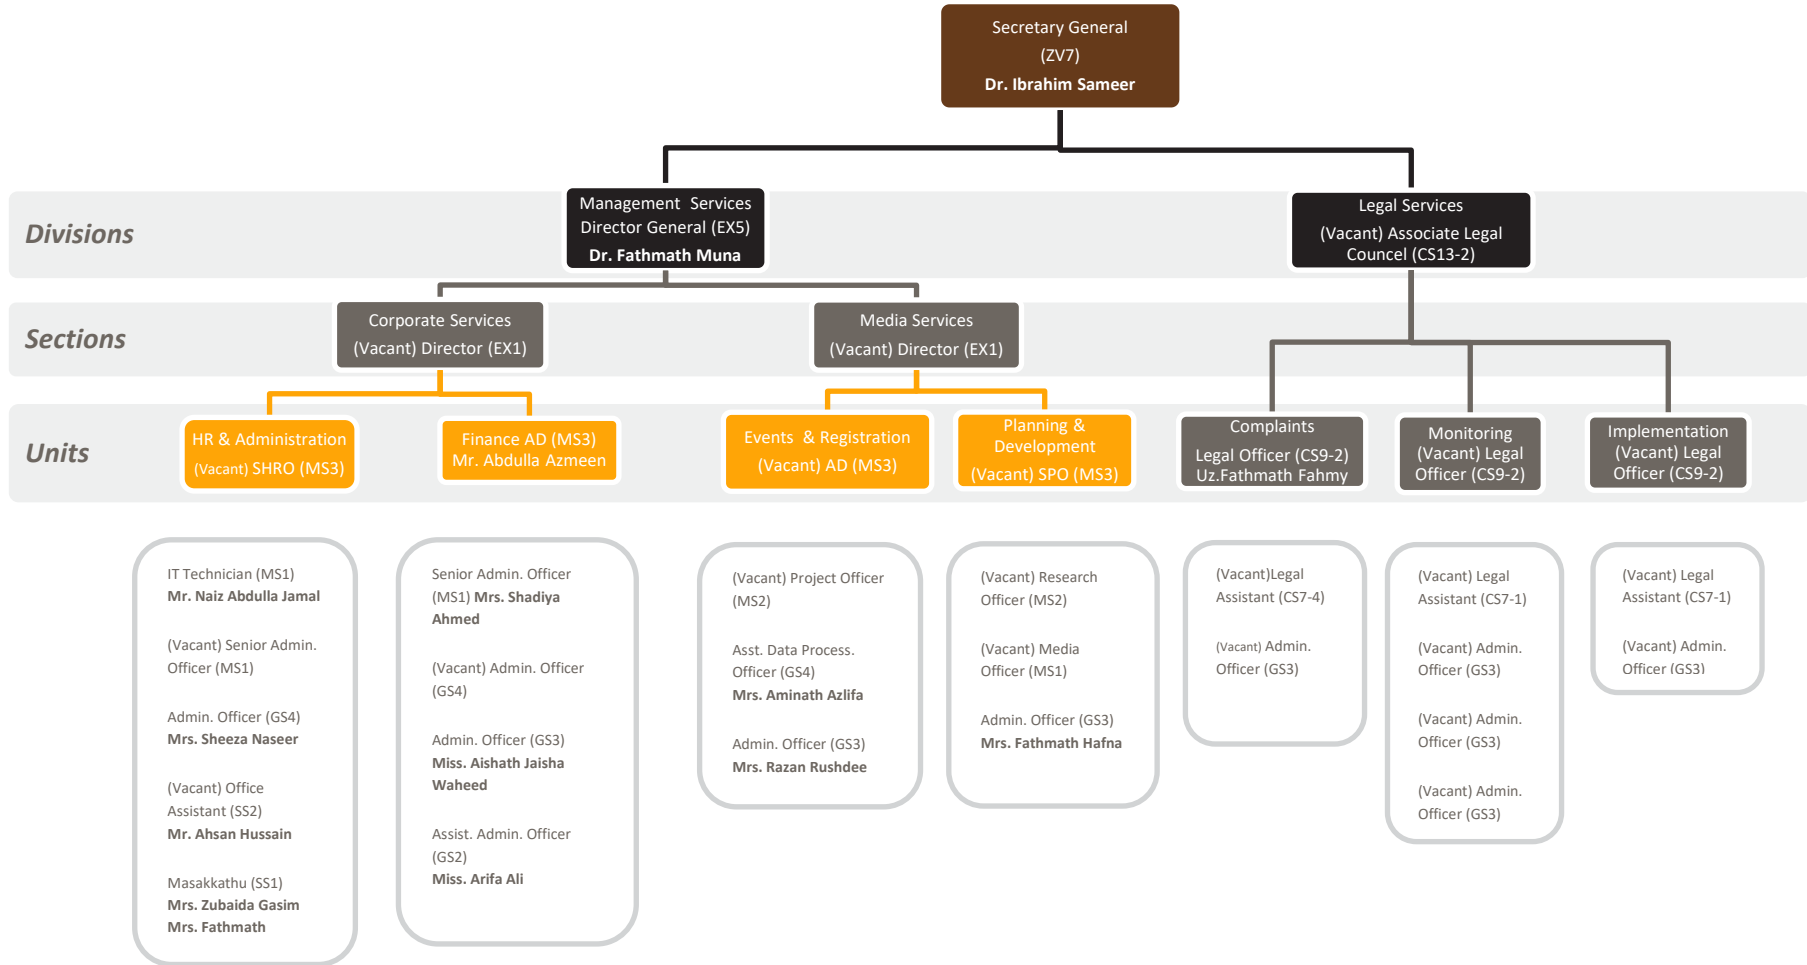 Secretary General
(ZV7)
Dr. Ibrahim Sameer
Divisions
Management  Services
Director General (EX5)
Dr. Fathmath Muna
Legal Services
(Vacant) Associate Legal
Councel (CS13-2)
Sections
Corporate Services
(Vacant) Director (EX1)
Media Services
(Vacant) Director (EX1)
Units
HR & Administration
(Vacant) SHRO (MS3)
Finance AD (MS3)
Mr. Abdulla Azmeen
Events  & Registration
(Vacant) AD (MS3)
Planning &
Development
(Vacant) SPO (MS3)
Complaints
Legal Officer (CS9-2)
Uz.Fathmath Fahmy
Monitoring
(Vacant) Legal
Officer (CS9-2)
Implementation
(Vacant) Legal
Officer (CS9-2)
IT Technician (MS1)
Mr. Naiz Abdulla Jamal
(Vacant) Senior Admin.
Officer (MS1)
Admin. Officer (GS4)
Mrs. Sheeza Naseer
(Vacant) Office
Assistant (SS2)
Mr. Ahsan Hussain
Masakkathu (SS1)
Mrs. Zubaida Gasim
Mrs. Fathmath
Senior Admin. Officer
(MS1) Mrs. Shadiya
Ahmed
(Vacant) Admin. Officer
(GS4)
Admin. Officer (GS3)
Miss. Aishath Jaisha
Waheed
Assist. Admin. Officer
(GS2)
Miss. Arifa Ali
(Vacant) Project Officer
(MS2)
Asst. Data Process.
Officer (GS4)
Mrs. Aminath Azlifa
Admin. Officer (GS3)
Mrs. Razan Rushdee
(Vacant) Research
Officer (MS2)
(Vacant) Media
Officer (MS1)
Admin. Officer (GS3)
Mrs. Fathmath Hafna
(Vacant)Legal
Assistant (CS7-4)
(Vacant) Admin.
Officer (GS3)
(Vacant) Legal
Assistant (CS7-1)
(Vacant) Admin.
Officer (GS3)
(Vacant) Admin.
Officer (GS3)
(Vacant) Admin.
Officer (GS3)
(Vacant) Legal
Assistant (CS7-1)
(Vacant) Admin.
Officer (GS3)